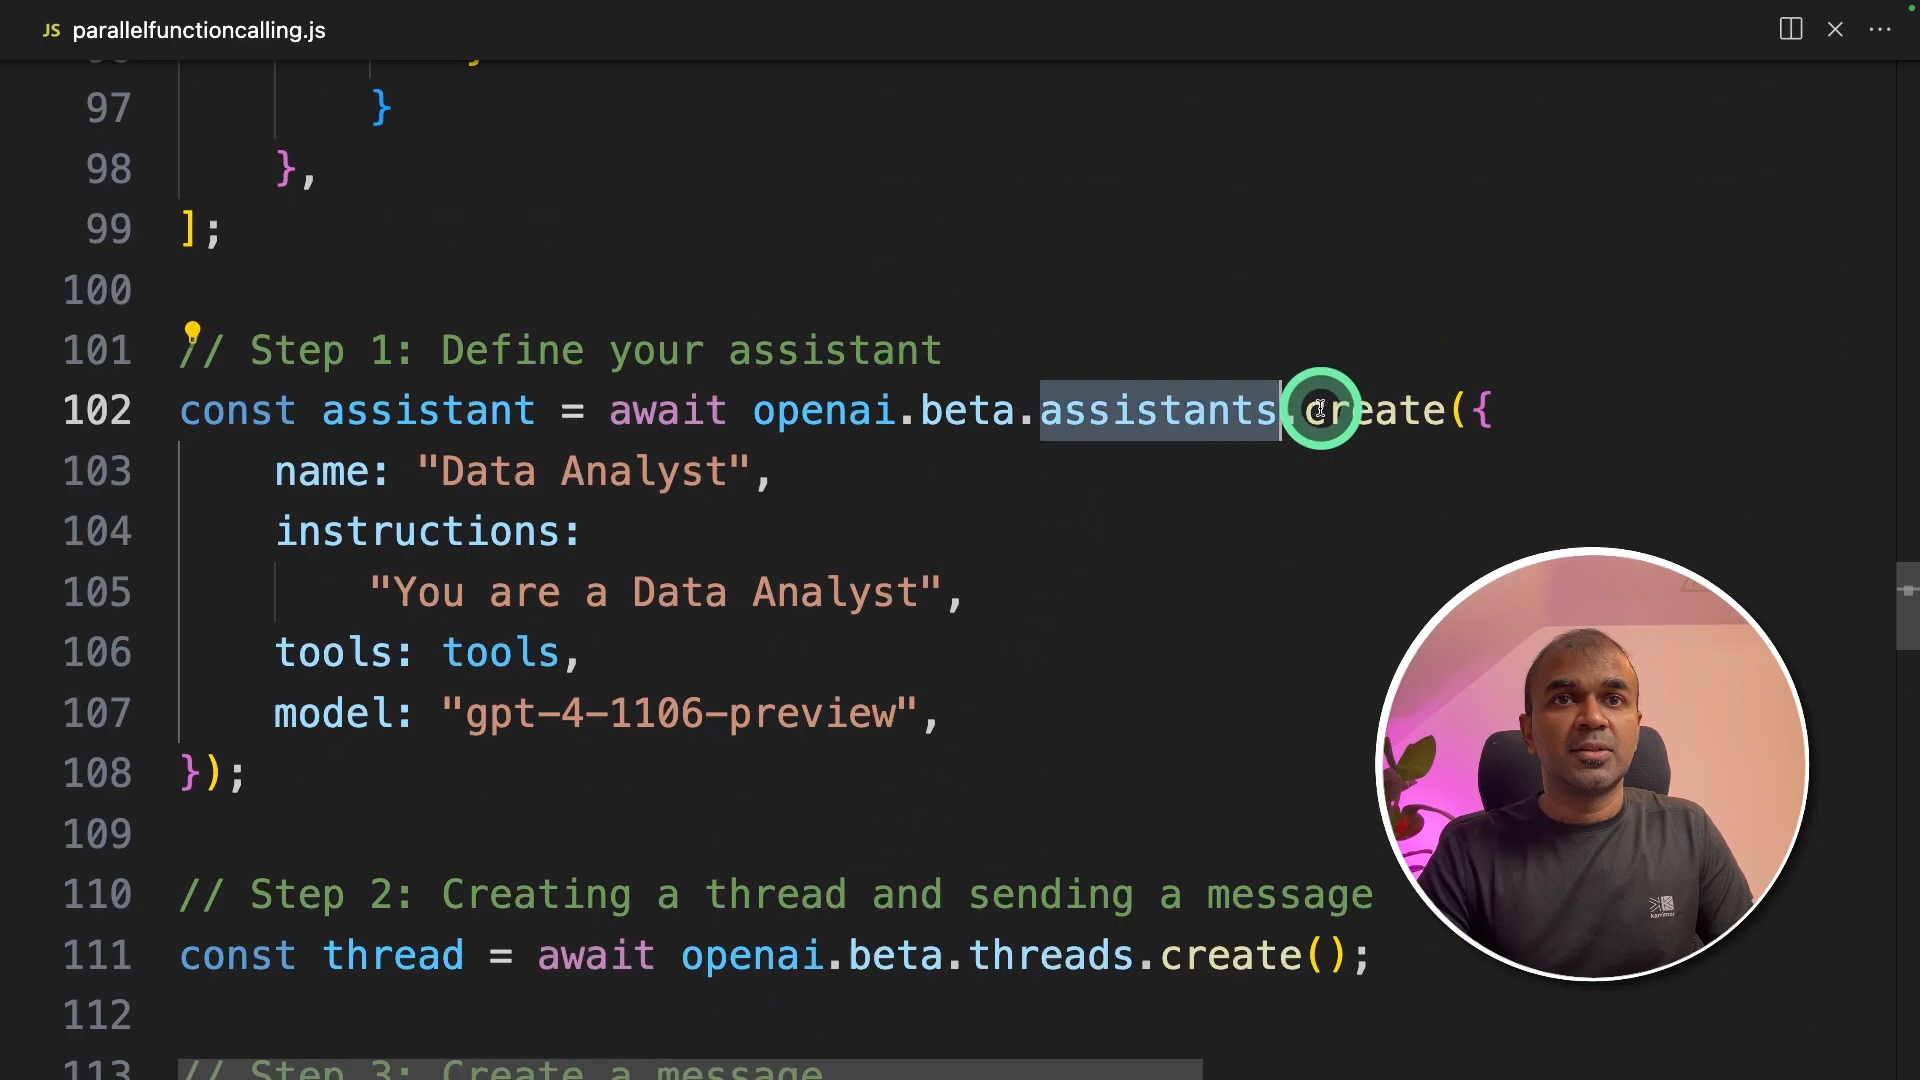 JS parallelfunctioncalling.js
97 }
98 },
99 ];
100
101 // Step 1: Define your assistant
102 const assistant = await openai.beta.assistants.create({
103 name: "Data Analyst",
104 instructions:
105 "You are a Data Analyst",
106 tools: tools,
107 model: "gpt-4-1106-preview",
108 });
109
110 // Step 2: Creating a thread and sending a message
111 const thread = await openai.beta.threads.create();
112
113 // Step 3: Create a message